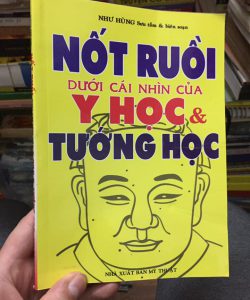 NHƯ HÙNG Sưu tầm & biên soạn
NỐT RUỒI
DƯỚI CÁI NHÌN CỦA
Y HỌC &
TƯỚNG HỌC
NHÀ XUẤT BẢN MỸ THUẬT